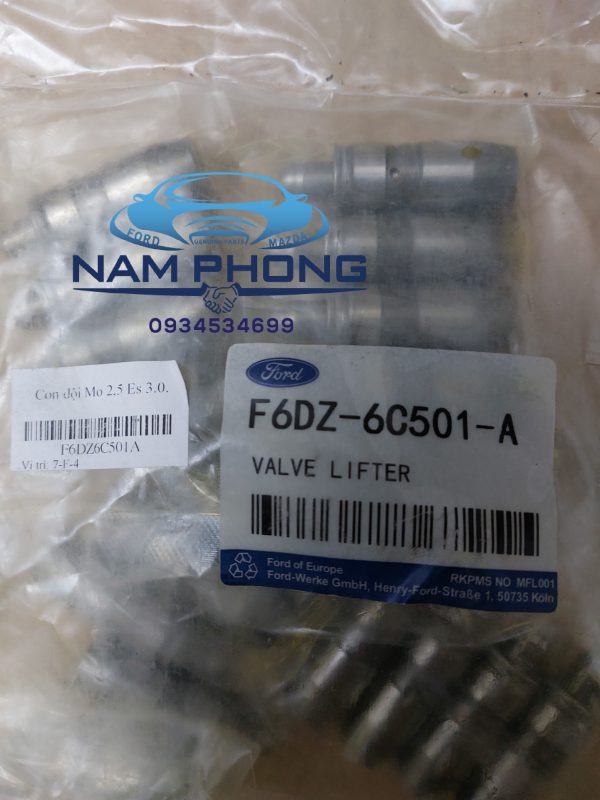 FORD
GENUINE PARTS
MAZDA
NAM PHONG
0934534699
Con đội Mo 2.5 Es 3.0.
F6DZ6C501A
Vị trí: 7-F-4
Ford
F6DZ-6C501-A
VALVE LIFTER
Ford of Europe
RKPMS NO MFL001
Ford-Werke GmbH, Henry-Ford-Straße 1, 50735 Köln